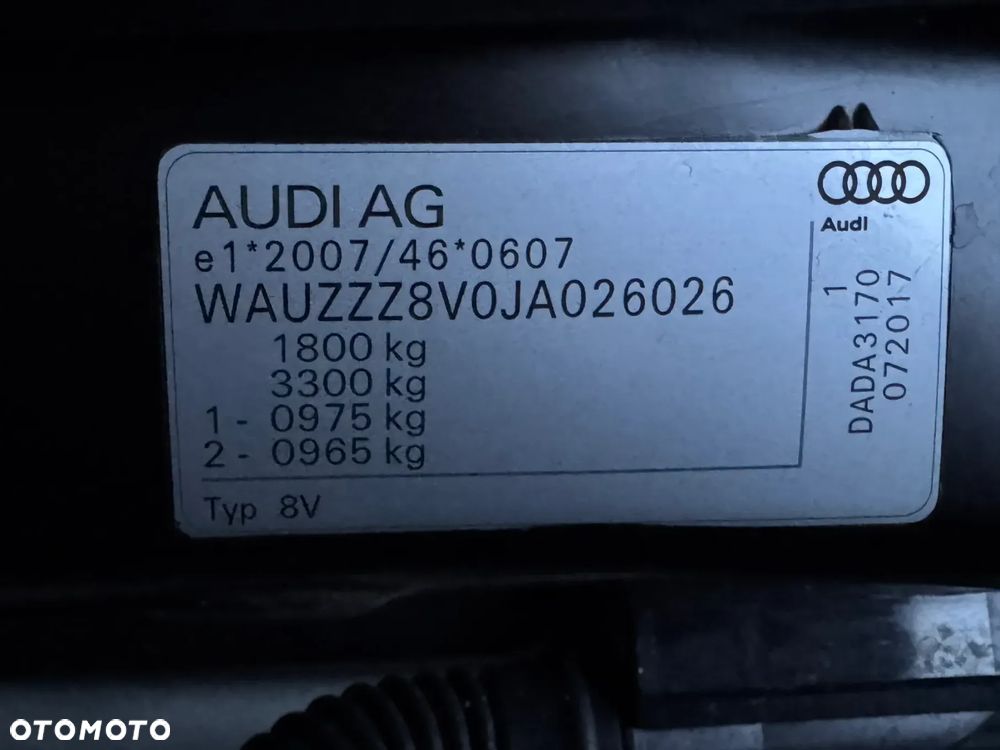 AUDI AG
e1*2007/46*0607
WAUZZZ8V0JA026026
1800 kg
3300 kg
1 - 0975 kg
2 - 0965 kg
Typ 8V
Audi
1
DADA3170
072017
OTOMOTO